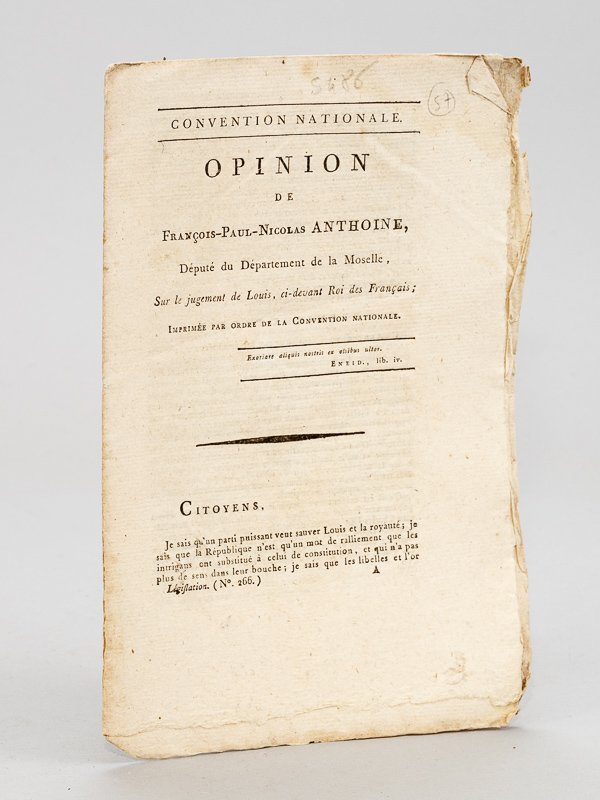 5686
57
CONVENTION NATIONALE.
OPINION
DE
FRANÇOIS-PAUL-NICOLAS ANTHOINE,
Député du Département de la Moselle,
Sur le jugement de Louis, ci-devant Roi des Français;
IMPRIMÉE PAR ORDRE DE LA CONVENTION NATIONALE.
Exoriare aliquis nostris ex ossibus ultor.
ENEID., lib. iv.
CITOYENS,
Je sais qu'un parti puissant veut sauver Louis et la royauté; je
sais que la République n'est qu'un mot de ralliement que les
intrigans ont substitué à celui de constitution, et qui n'a pas
plus de sens dans leur bouche; je sais que les libelles et l'or
Législation. (N°. 266.)
A